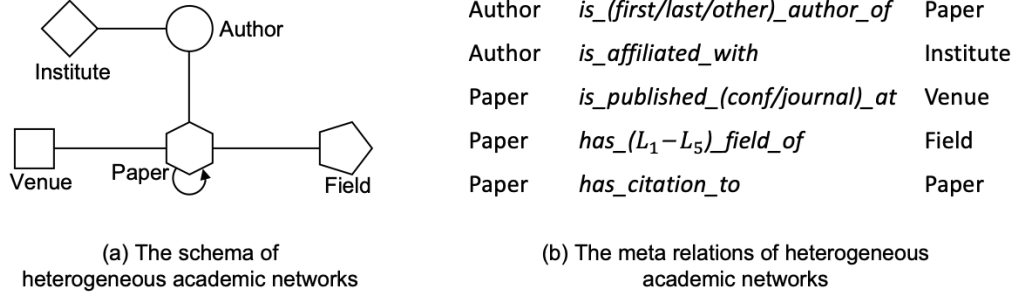 Institute
Author
Venue
Paper
Field
(a) The schema of
heterogeneous academic networks
Author is_(first/last/other)_author_of Paper
Author is_affiliated_with Institute
Paper is_published_(conf/journal)_at Venue
Paper has_(L₁−L₅)_field_of Field
Paper has_citation_to Paper
(b) The meta relations of heterogeneous
academic networks